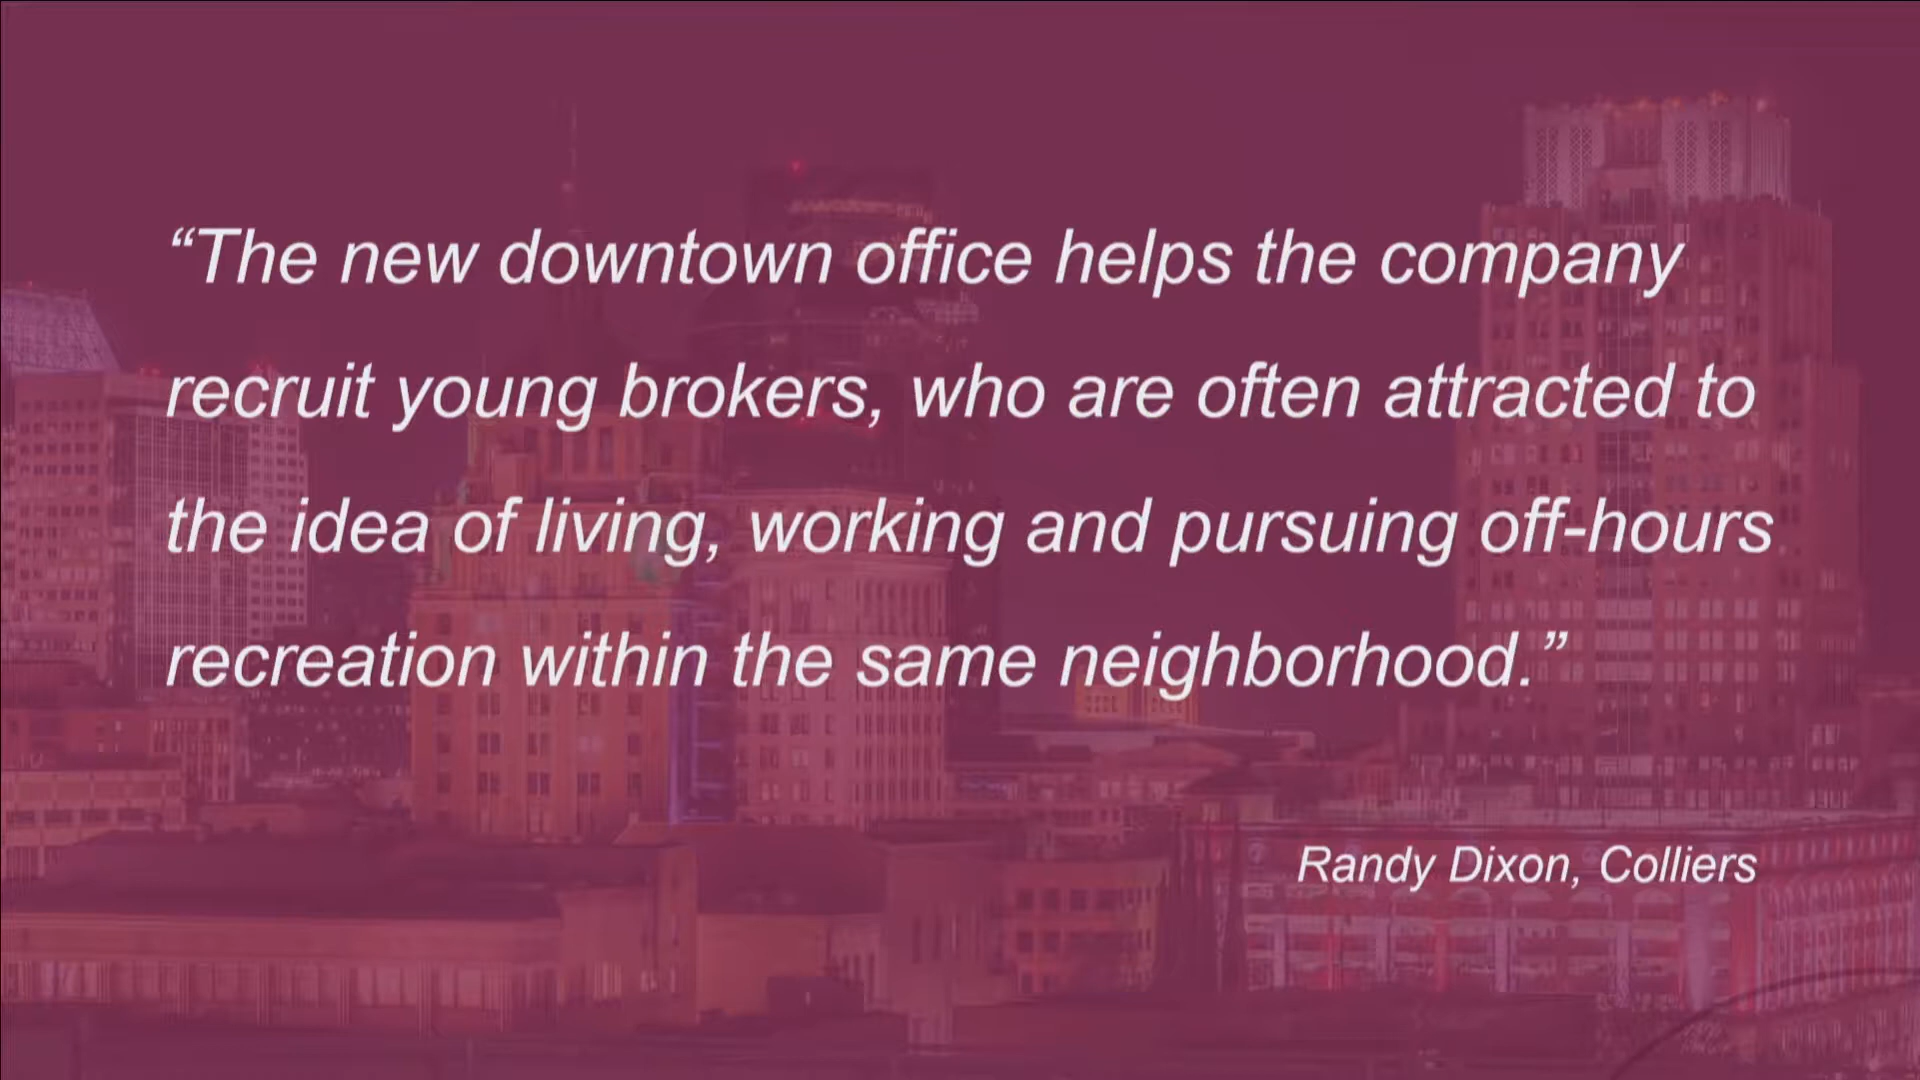 “The new downtown office helps the company
recruit young brokers, who are often attracted to
the idea of living, working and pursuing off-hours
recreation within the same neighborhood.”
Randy Dixon, Colliers